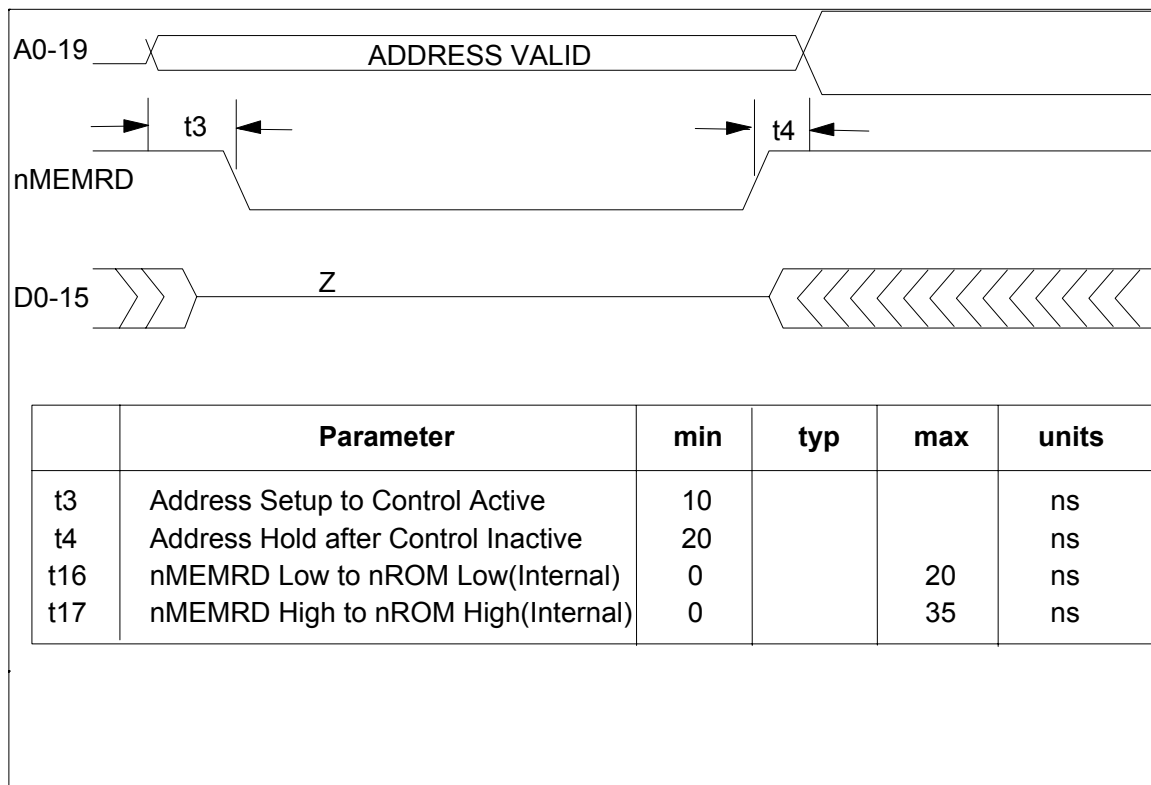 A0-19 ADDRESS VALID
t3 t4
nMEMRD
D0-15 Z
Parameter min typ max units
t3 Address Setup to Control Active 10 ns
t4 Address Hold after Control Inactive 20 ns
t16 nMEMRD Low to nROM Low(Internal) 0 20 ns
t17 nMEMRD High to nROM High(Internal) 0 35 ns